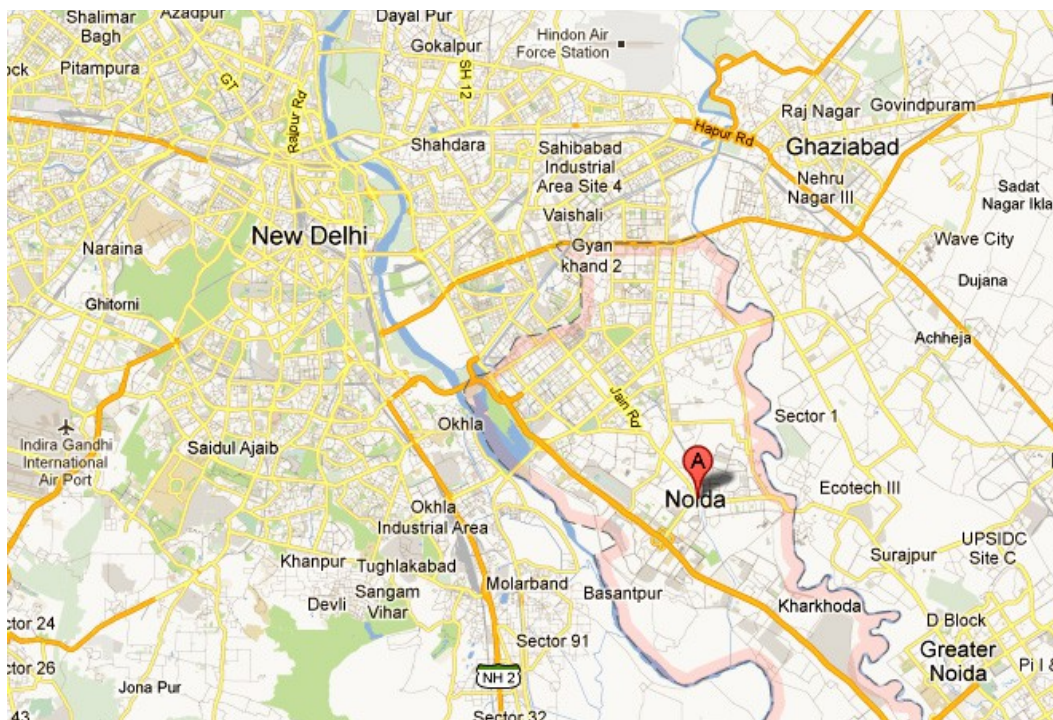 Shalimar
Bagh
Azadpur
Dayal Pur
Gokalpur
Hindon Air
Force Station
ock
Pitampura
GT
Rajpur Rd
SH 12
Raj Nagar
Govindpuram
Hapur Rd
Shahdara
Ghaziabad
Sahibabad
Industrial
Area Site 4
Nehru
Nagar III
Sadat
Nagar Ikla
Vaishali
New Delhi
Naraina
Gyan
khand 2
Wave City
Dujana
Ghitorni
Achheja
Jain Rd
Okhla
Sector 1
Indira Gandhi
International
Air Port
Saidul Ajaib
A
Noida
Ecotech III
Okhla
Industrial Area
UPSIDC
Site C
Surajpur
Khanpur
Tughlakabad
Molarband
Basantpur
Devli
Sangam
Vihar
Kharkhoda
D Block
ctor 24
Sector 91
Greater
Noida
ctor 26
NH 2
Pi I &
Jona Pur
43
Sector 32